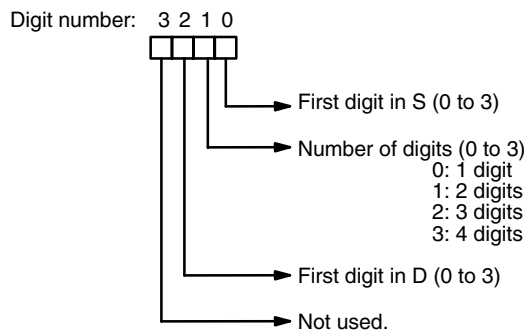 Digit number: 3 2 1 0
First digit in S (0 to 3)
Number of digits (0 to 3)
0: 1 digit
1: 2 digits
2: 3 digits
3: 4 digits
First digit in D (0 to 3)
Not used.